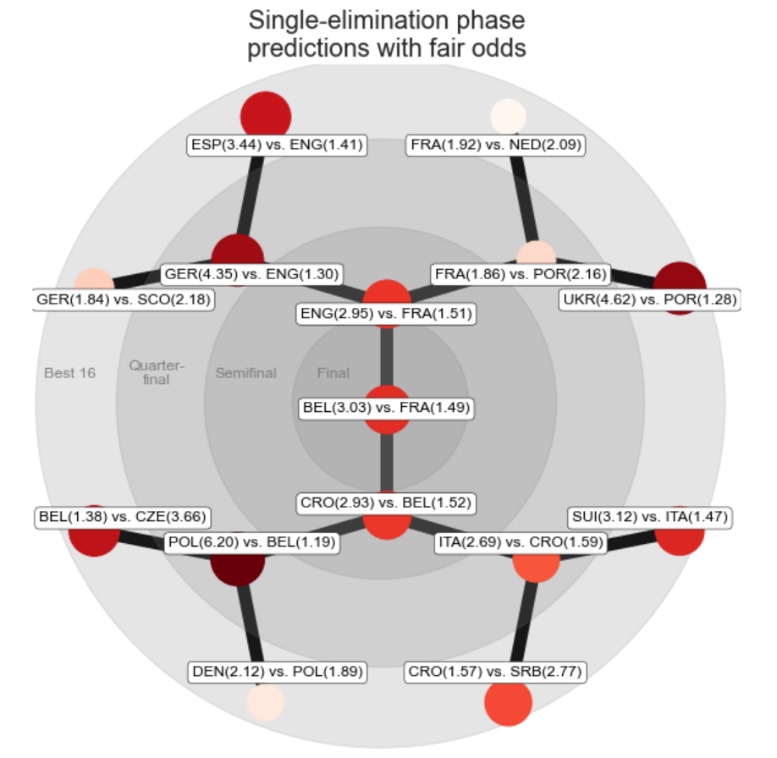 Single-elimination phase
predictions with fair odds
ESP(3.44) vs. ENG(1.41)
FRA(1.92) vs. NED(2.09)
GER(4.35) vs. ENG(1.30)
FRA(1.86) vs. POR(2.16)
GER(1.84) vs. SCO(2.18)
UKR(4.62) vs. POR(1.28)
ENG(2.95) vs. FRA(1.51)
Best 16
Quarter-
final
Semifinal
Final
BEL(3.03) vs. FRA(1.49)
CRO(2.93) vs. BEL(1.52)
BEL(1.38) vs. CZE(3.66)
SUI(3.12) vs. ITA(1.47)
POL(6.20) vs. BEL(1.19)
ITA(2.69) vs. CRO(1.59)
DEN(2.12) vs. POL(1.89)
CRO(1.57) vs. SRB(2.77)